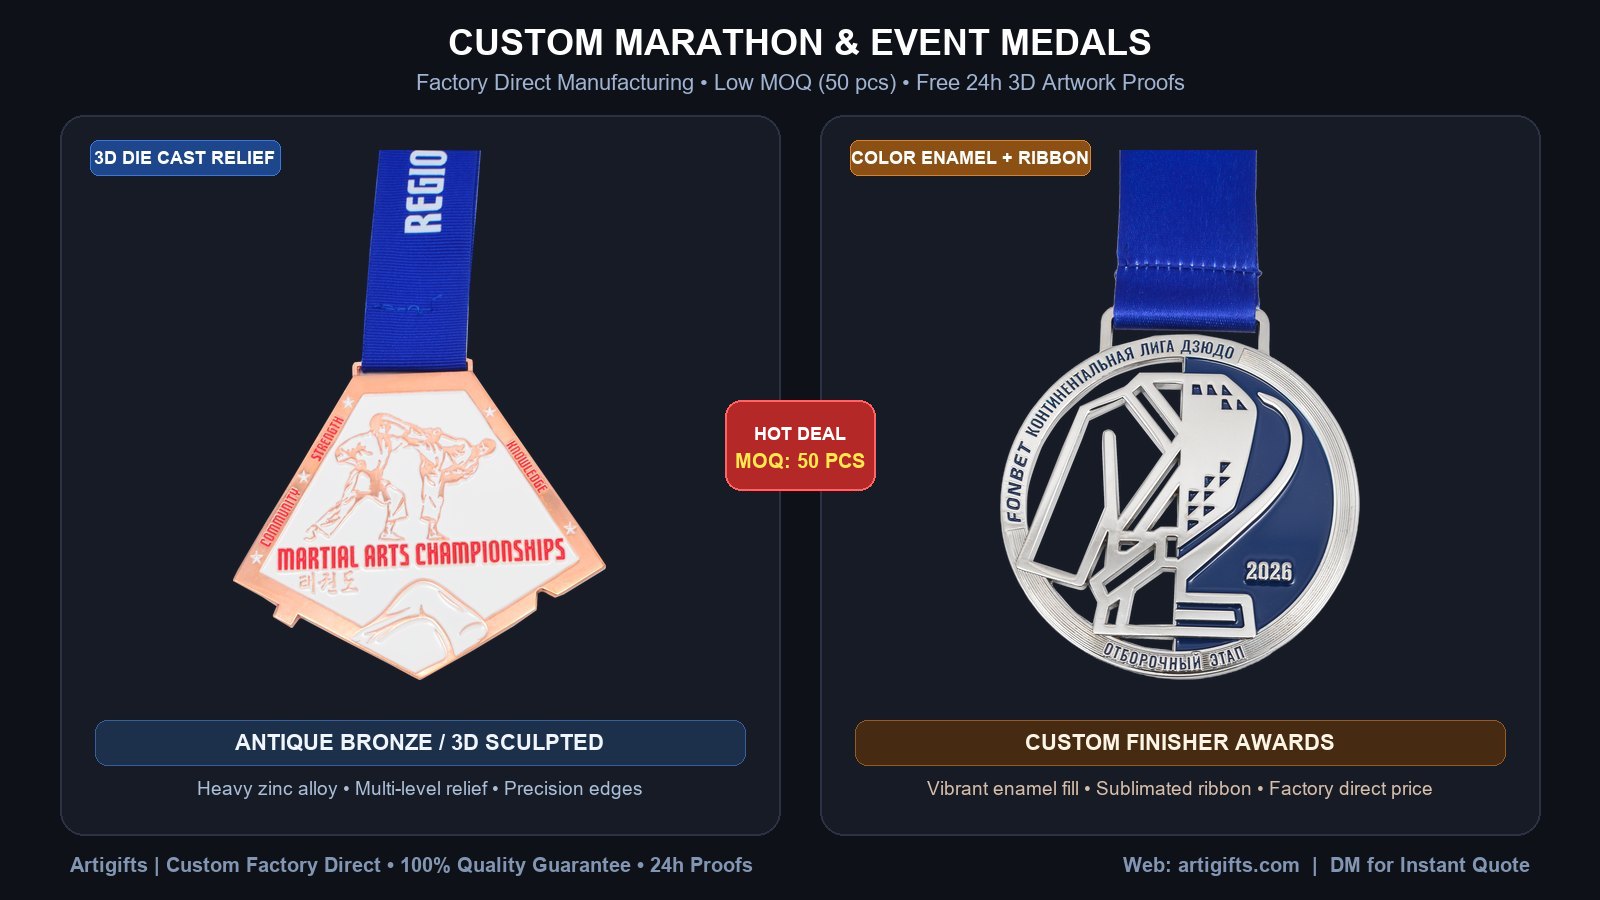 CUSTOM MARATHON & EVENT MEDALS
Factory Direct Manufacturing • Low MOQ (50 pcs) • Free 24h 3D Artwork Proofs
3D DIE CAST RELIEF
REGIO
STRENGTH
COMMUNITY
KNOWLEDGE
MARTIAL ARTS CHAMPIONSHIPS
태권도
ANTIQUE BRONZE / 3D SCULPTED
Heavy zinc alloy • Multi-level relief • Precision edges
HOT DEAL
MOQ: 50 PCS
COLOR ENAMEL + RIBBON
FONBET КОНТИНЕНТАЛЬНАЯ ЛИГА ДЗЮДО
2026
ОТБОРОЧНЫЙ ЭТАП
CUSTOM FINISHER AWARDS
Vibrant enamel fill • Sublimated ribbon • Factory direct price
Artigifts | Custom Factory Direct • 100% Quality Guarantee • 24h Proofs
Web: artigifts.com | DM for Instant Quote